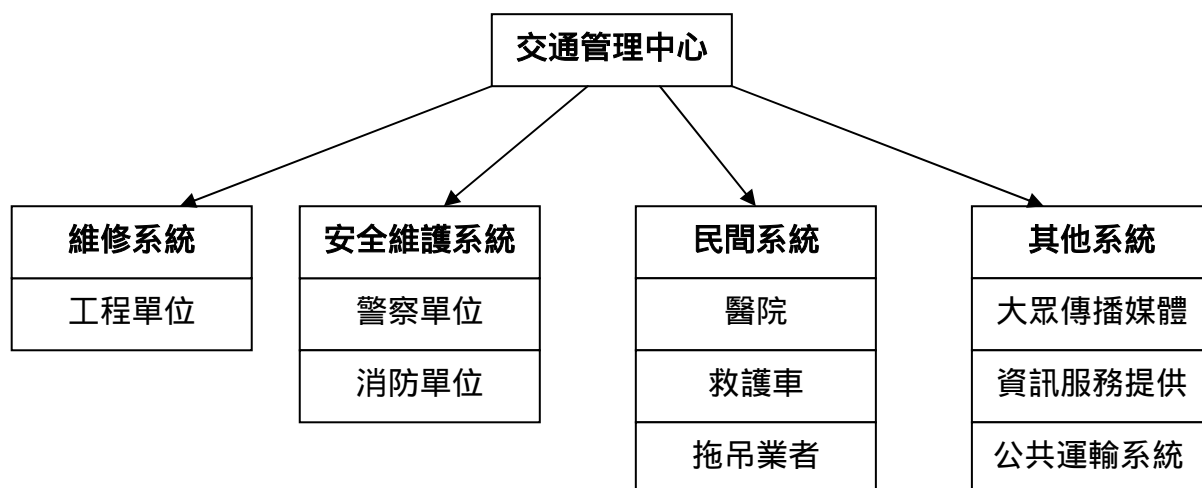 交通管理中心
維修系統
工程單位
安全維護系統
警察單位
消防單位
民間系統
醫院
救護車
拖吊業者
其他系統
大眾傳播媒體
資訊服務提供
公共運輸系統